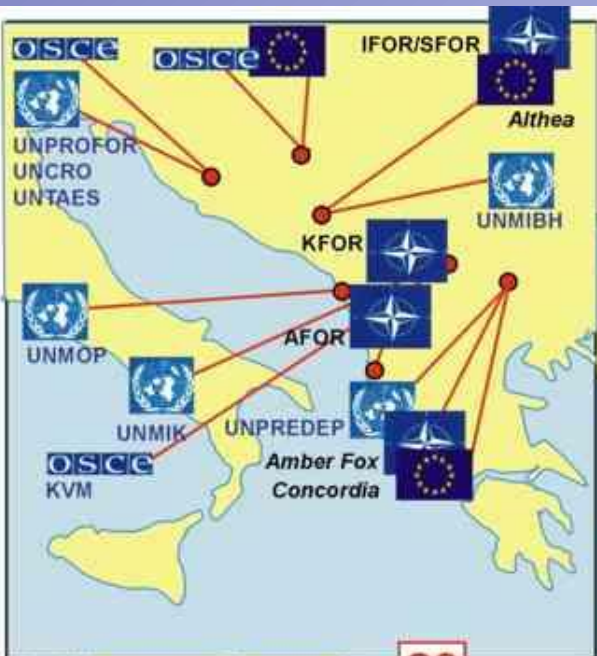 osce
osce
IFOR/SFOR
Althea
UNPROFOR
UNCRO
UNTAES
UNMIBH
KFOR
AFOR
UNMOP
UNMIK
UNPREDEP
osce
KVM
Amber Fox
Concordia